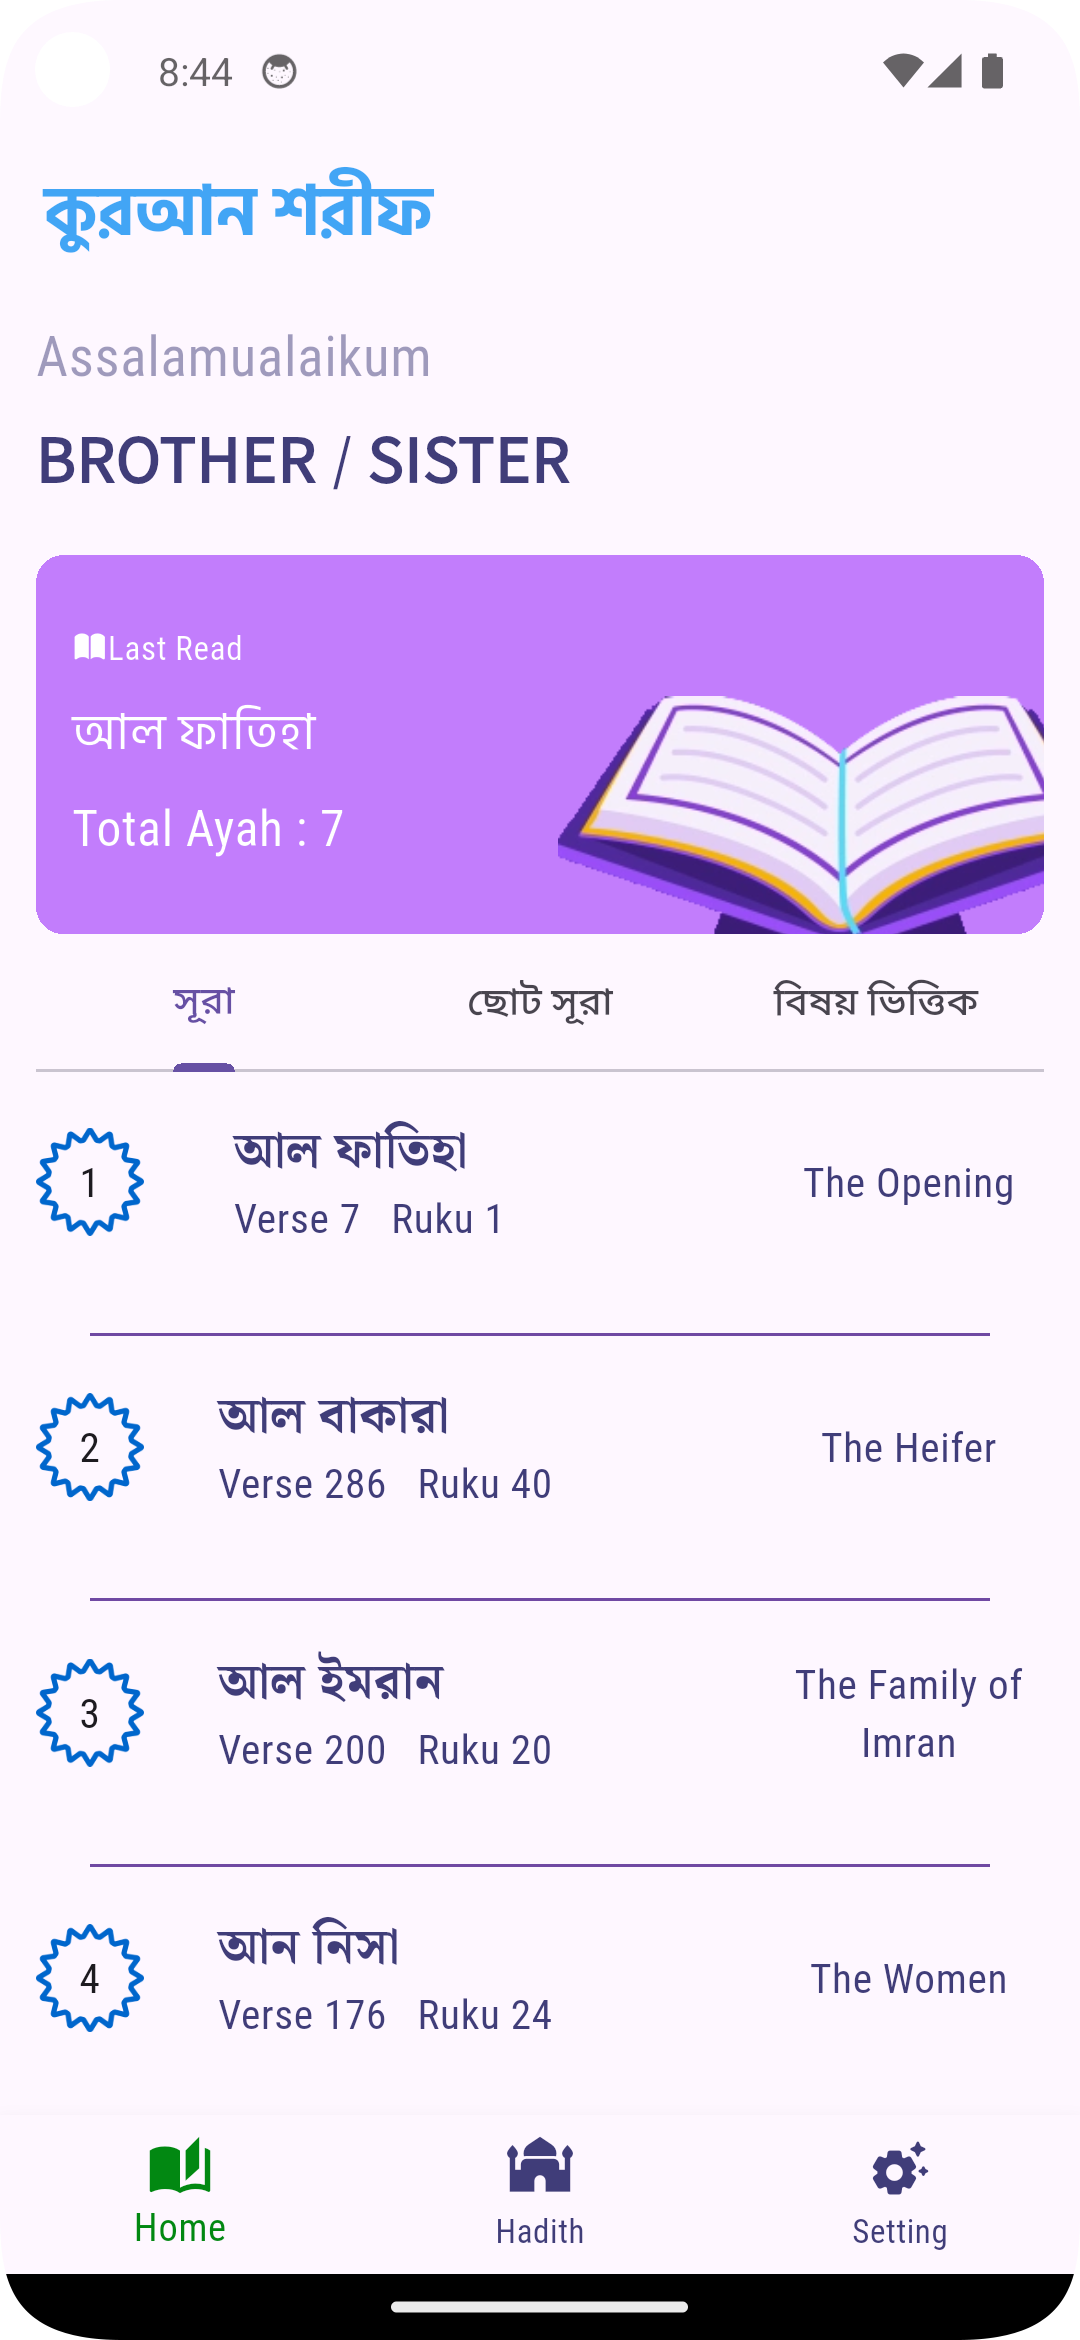 8:44
কুরআন শরীফ
Assalamualaikum
BROTHER / SISTER
Last Read
আল ফাতিহা
Total Ayah : 7
সূরা ছোট সূরা বিষয় ভিত্তিক
1 আল ফাতিহা
Verse 7 Ruku 1
The Opening
2 আল বাকারা
Verse 286 Ruku 40
The Heifer
3 আল ইমরান
Verse 200 Ruku 20
The Family of
Imran
4 আন নিসা
Verse 176 Ruku 24
The Women
Home Hadith Setting